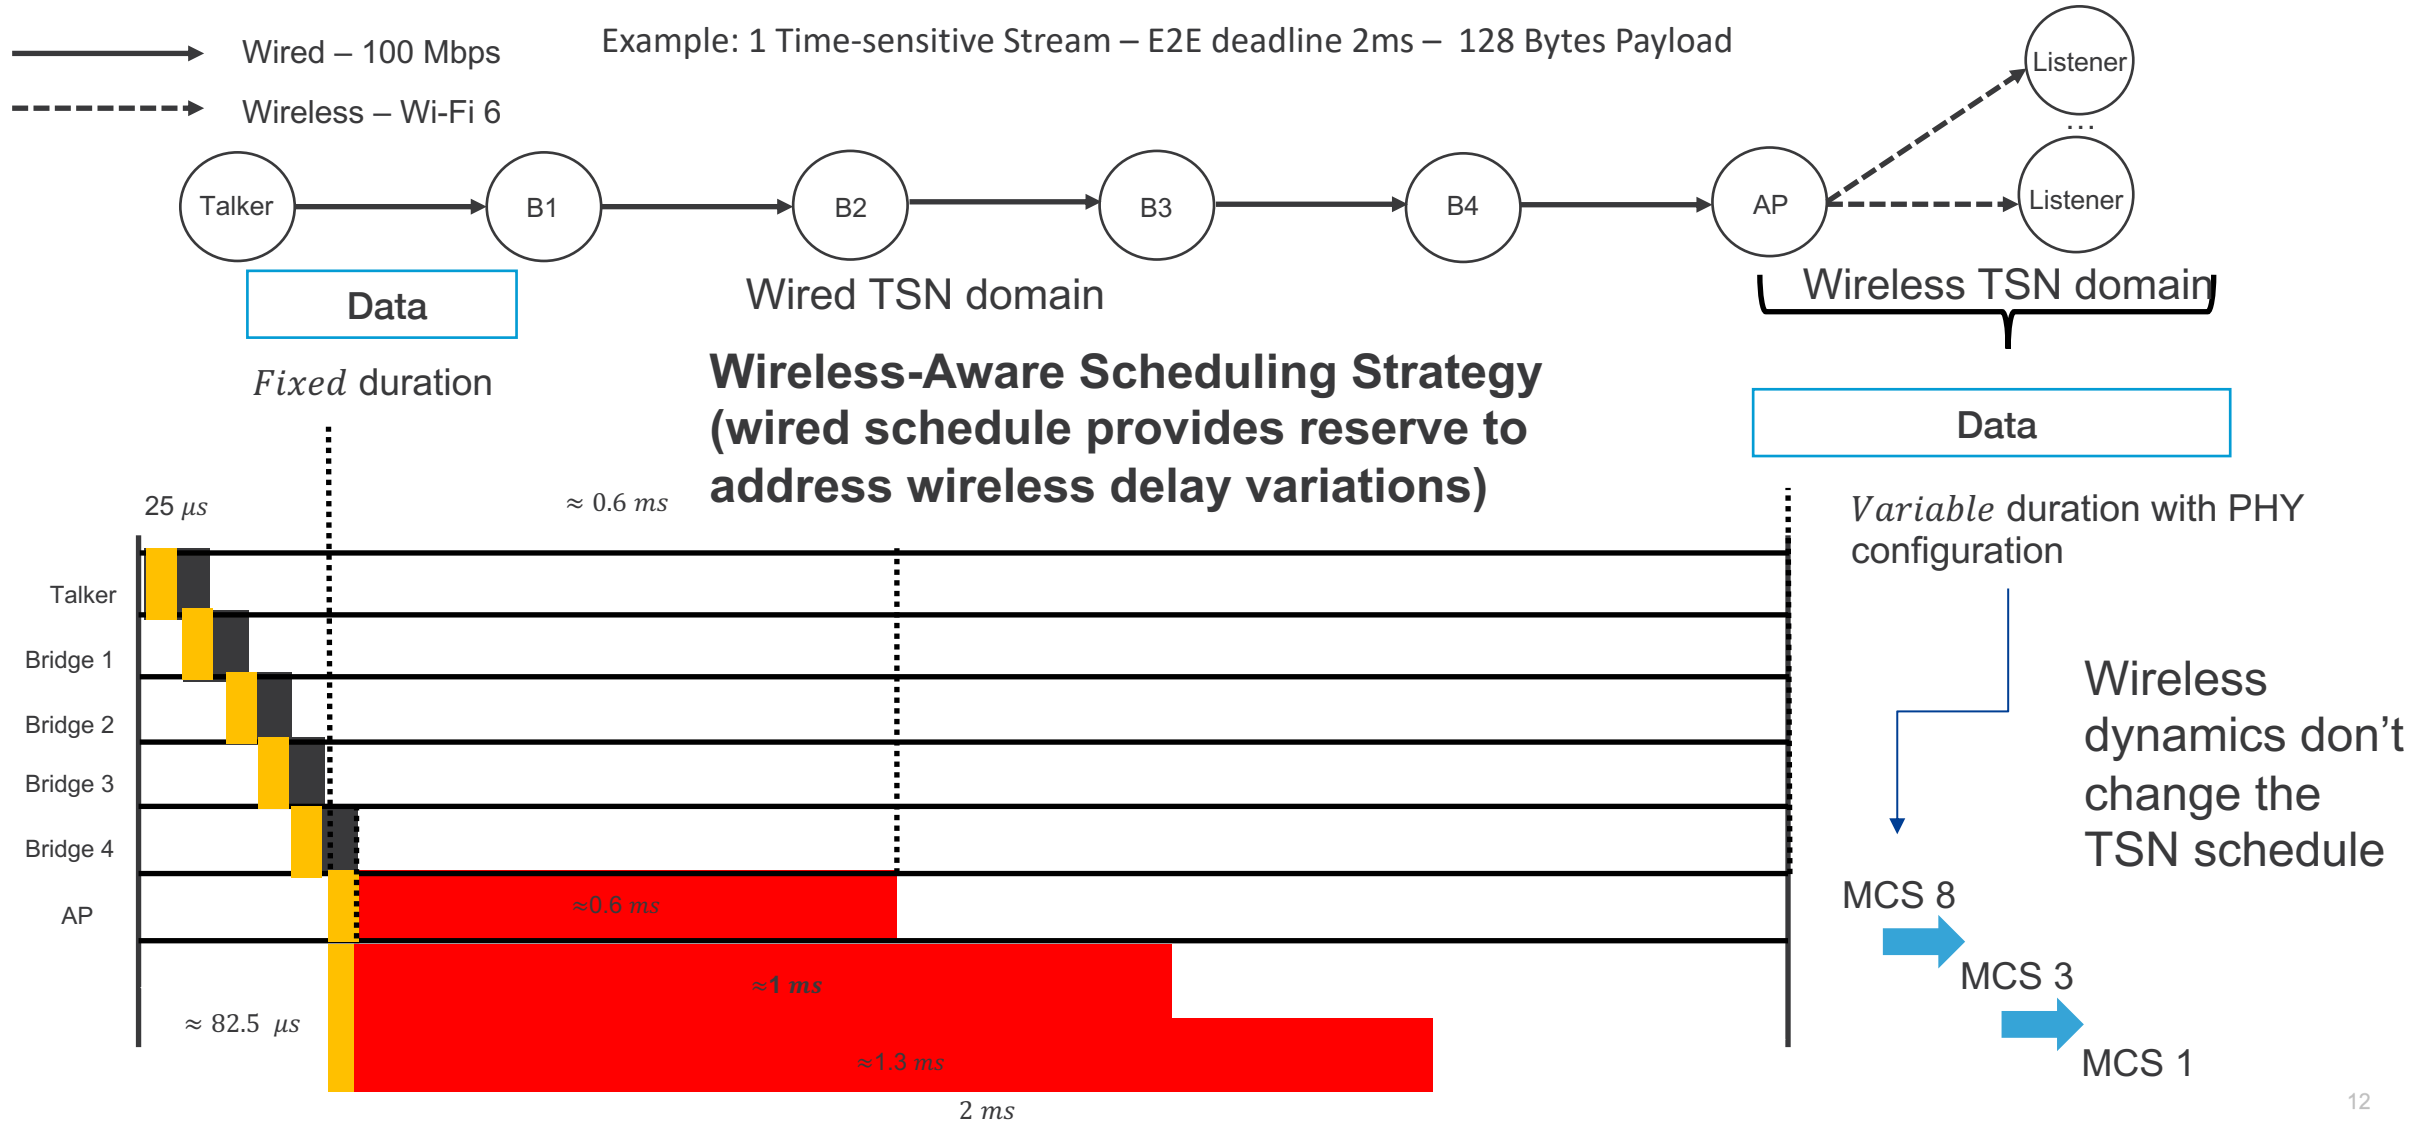 Wired – 100 Mbps
Wireless – Wi-Fi 6
Example: 1 Time-sensitive Stream – E2E deadline 2ms – 128 Bytes Payload
Listener
...
Talker
B1
B2
B3
B4
AP
Listener
Data
Wired TSN domain
Wireless TSN domain
Fixed duration
Wireless-Aware Scheduling Strategy
(wired schedule provides reserve to
address wireless delay variations)
Data
Variable duration with PHY
configuration
25 μs
≈ 0.6 ms
Talker
Bridge 1
Bridge 2
Bridge 3
Bridge 4
AP
≈0.6 ms
≈1 ms
≈ 82.5 μs
≈1.3 ms
2 ms
Wireless
dynamics don’t
change the
TSN schedule
MCS 8
MCS 3
MCS 1
12